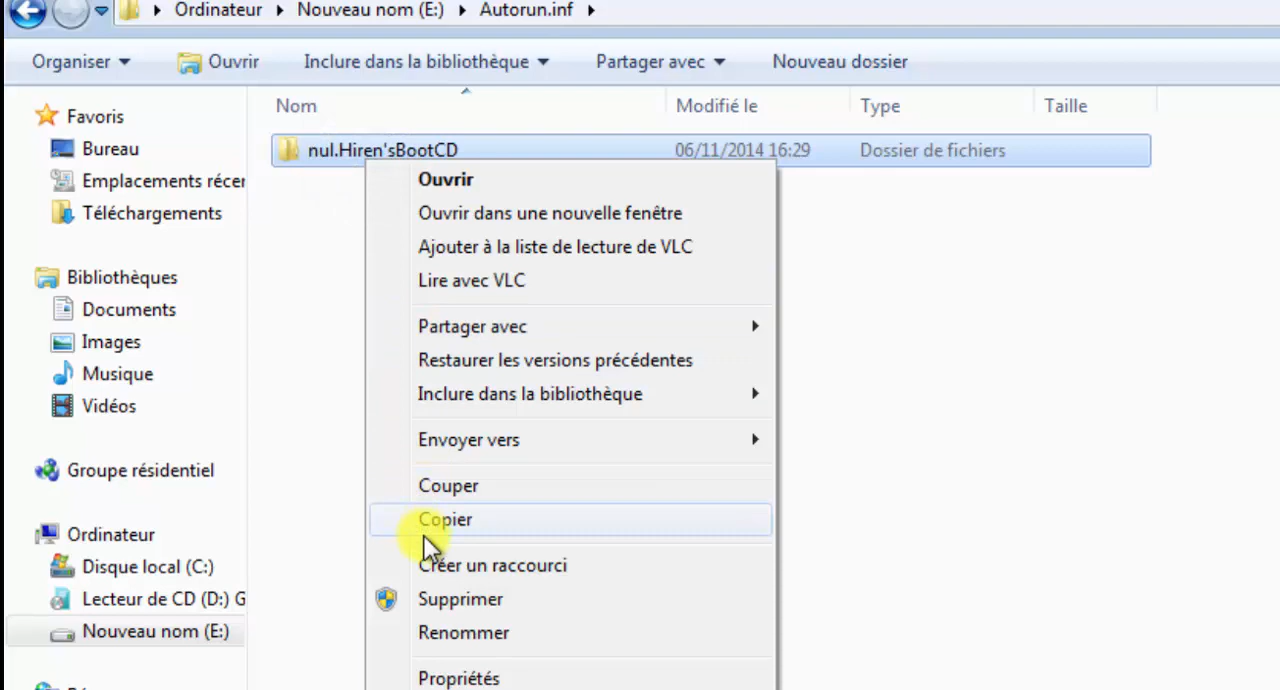 Ordinateur Nouveau nom (E:) Autorun.inf
Organiser Ouvrir Inclure dans la bibliothèque Partager avec Nouveau dossier
Nom Modifié le Type Taille
nul.Hiren'sBootCD 06/11/2014 16:29 Dossier de fichiers
Favoris
Bureau
Emplacements récer
Téléchargements
Bibliothèques
Documents
Images
Musique
Vidéos
Groupe résidentiel
Ordinateur
Disque local (C:)
Lecteur de CD (D:) G
Nouveau nom (E:)
Ouvrir
Ouvrir dans une nouvelle fenêtre
Ajouter à la liste de lecture de VLC
Lire avec VLC
Partager avec
Restaurer les versions précédentes
Inclure dans la bibliothèque
Envoyer vers
Couper
Copier
Créer un raccourci
Supprimer
Renommer
Propriétés